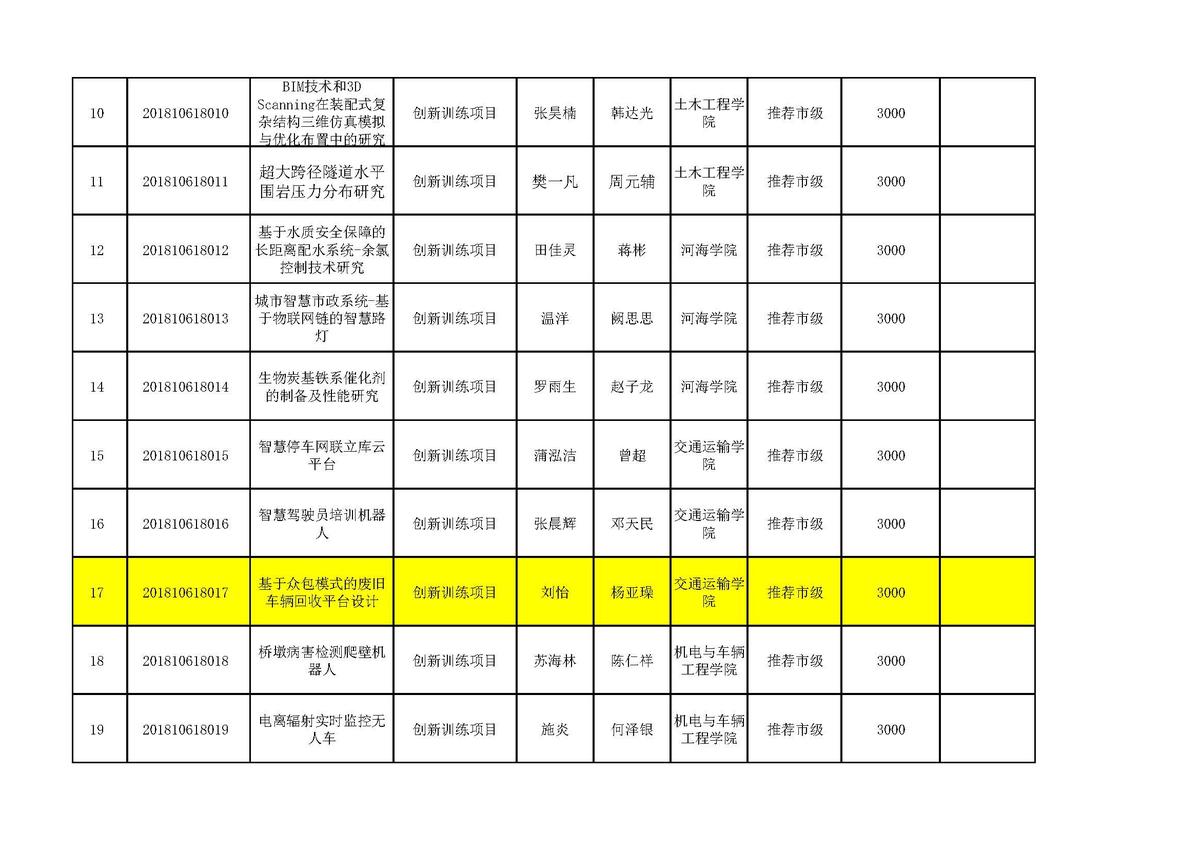 10 201810618010 BIM技术和3D Scanning在装配式复杂结构三维仿真模拟与优化布置中的研究 创新训练项目 张昊楠 韩达光 土木工程学院 推荐市级 3000
11 201810618011 超大跨径隧道水平围岩压力分布研究 创新训练项目 樊一凡 周元辅 土木工程学院 推荐市级 3000
12 201810618012 基于水质安全保障的长距离配水系统-余氯控制技术研究 创新训练项目 田佳灵 蒋彬 河海学院 推荐市级 3000
13 201810618013 城市智慧市政系统-基于物联网链的智慧路灯 创新训练项目 温洋 阙思思 河海学院 推荐市级 3000
14 201810618014 生物炭基铁系催化剂的制备及性能研究 创新训练项目 罗雨生 赵子龙 河海学院 推荐市级 3000
15 201810618015 智慧停车网联立库云平台 创新训练项目 蒲泓洁 曾超 交通运输学院 推荐市级 3000
16 201810618016 智慧驾驶员培训机器人 创新训练项目 张晨辉 邓天民 交通运输学院 推荐市级 3000
17 201810618017 基于众包模式的废旧车辆回收平台设计 创新训练项目 刘怡 杨亚璪 交通运输学院 推荐市级 3000
18 201810618018 桥墩病害检测爬壁机器人 创新训练项目 苏海林 陈仁祥 机电与车辆工程学院 推荐市级 3000
19 201810618019 电离辐射实时监控无人车 创新训练项目 施炎 何泽银 机电与车辆工程学院 推荐市级 3000